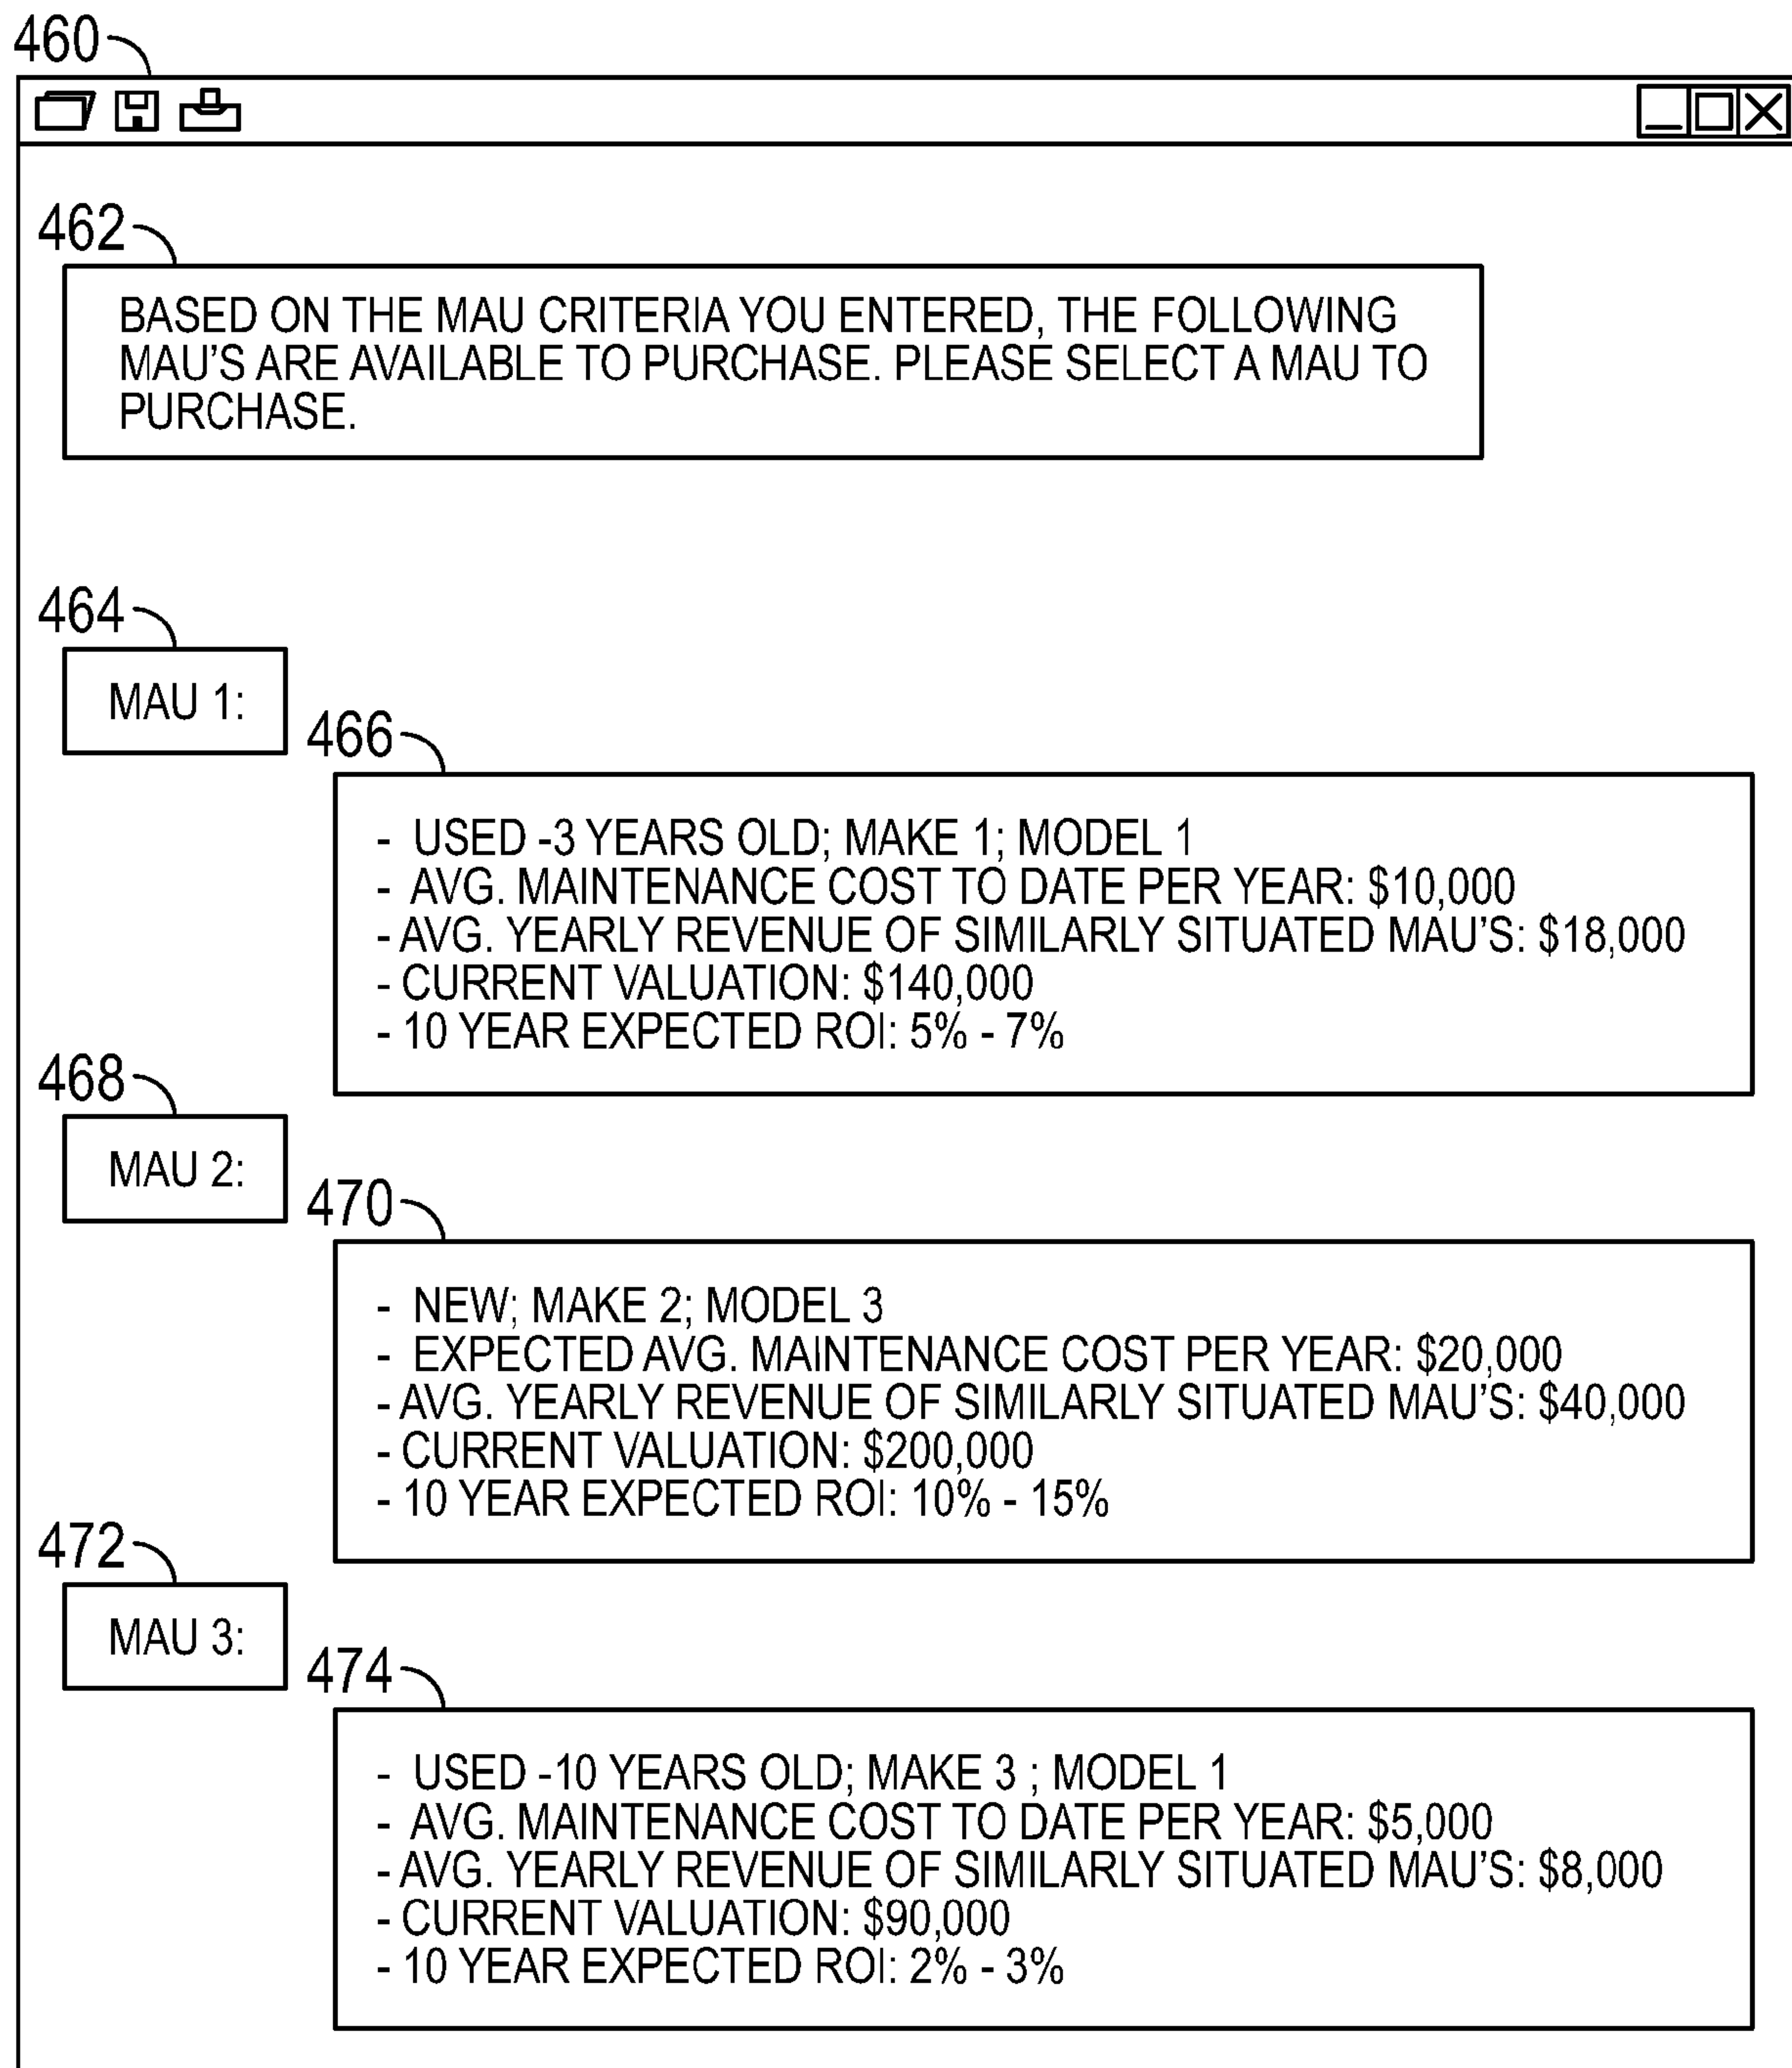 460
462
BASED ON THE MAU CRITERIA YOU ENTERED, THE FOLLOWING
MAU'S ARE AVAILABLE TO PURCHASE. PLEASE SELECT A MAU TO
PURCHASE.
464
MAU 1:
466
- USED -3 YEARS OLD; MAKE 1; MODEL 1
- AVG. MAINTENANCE COST TO DATE PER YEAR: $10,000
- AVG. YEARLY REVENUE OF SIMILARLY SITUATED MAU'S: $18,000
- CURRENT VALUATION: $140,000
- 10 YEAR EXPECTED ROI: 5% - 7%
468
MAU 2:
470
- NEW; MAKE 2; MODEL 3
- EXPECTED AVG. MAINTENANCE COST PER YEAR: $20,000
- AVG. YEARLY REVENUE OF SIMILARLY SITUATED MAU'S: $40,000
- CURRENT VALUATION: $200,000
- 10 YEAR EXPECTED ROI: 10% - 15%
472
MAU 3:
474
- USED -10 YEARS OLD; MAKE 3 ; MODEL 1
- AVG. MAINTENANCE COST TO DATE PER YEAR: $5,000
- AVG. YEARLY REVENUE OF SIMILARLY SITUATED MAU'S: $8,000
- CURRENT VALUATION: $90,000
- 10 YEAR EXPECTED ROI: 2% - 3%